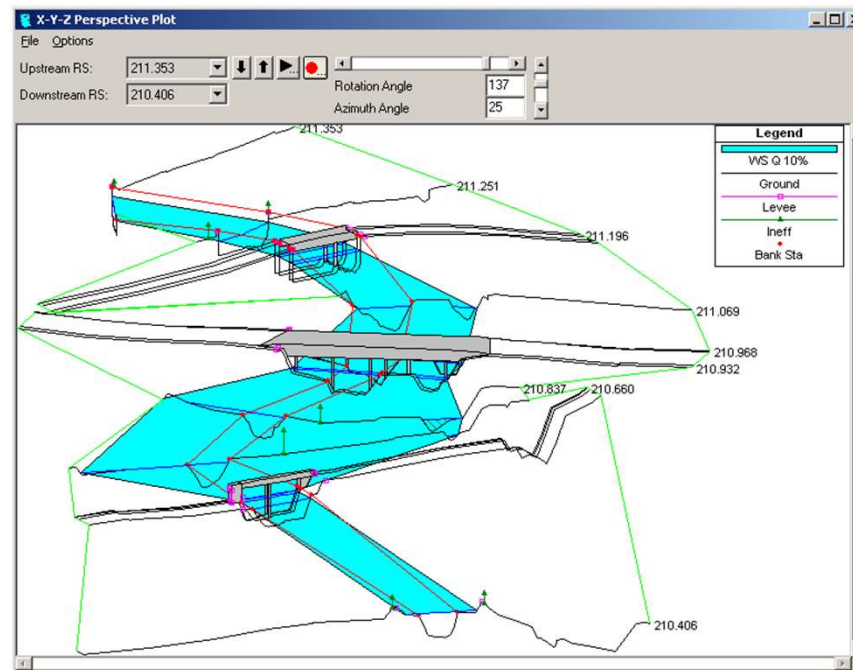 X-Y-Z Perspective Plot
File Options
Upstream RS: 211.353
Downstream RS: 210.406
Rotation Angle 137
Azimuth Angle 25
211.353
211.251
211.196
211.069
210.968
210.932
210.837 210.660
210.406
Legend
WS Q 10%
Ground
Levee
Ineff
Bank Sta